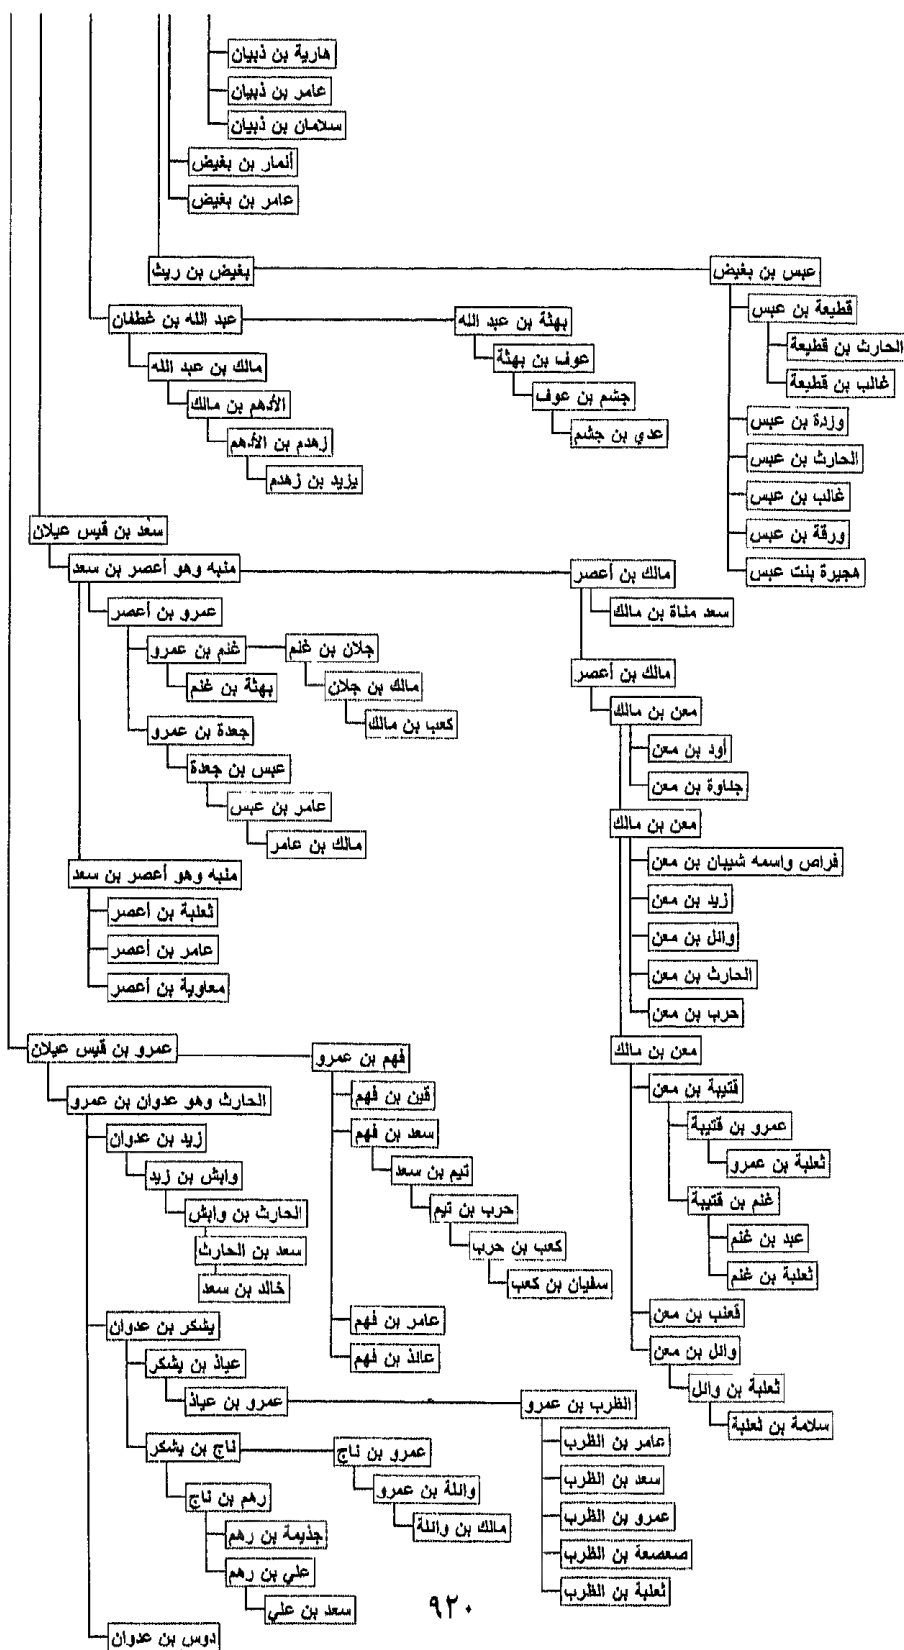 هاربة بن ذبيان
عامر بن ذبيان
سلامان بن ذبيان
أنمار بن بغيض
عامر بن بغيض
بغيض بن ريث
عبس بن بغيض
قطيعة بن عبس
الحارث بن قطيعة
غالب بن قطيعة
وزدة بن عبس
الحارث بن عبس
غالب بن عبس
ورقة بن عبس
هجيرة بنت عبس
عبد الله بن غطفان
بهثة بن عبد الله
عوف بن بهثة
جشم بن عوف
عدي بن جشم
مالك بن عبد الله
الأدهم بن مالك
زهدم بن الأدهم
يزيد بن زهدم
سعد بن قيس عيلان
منبه وهو أعصر بن سعد
مالك بن أعصر
سعد مناة بن مالك
عمرو بن أعصر
غنم بن عمرو
جلان بن غنم
بهثة بن غنم
مالك بن جلان
كعب بن مالك
جعدة بن عمرو
عبس بن جعدة
عامر بن عبس
مالك بن عامر
مالك بن أعصر
معن بن مالك
أود بن معن
جئاوة بن معن
معن بن مالك
فراص واسمه شيبان بن معن
زيد بن معن
وائل بن معن
الحارث بن معن
حرب بن معن
منبه وهو أعصر بن سعد
ثعلبة بن أعصر
عامر بن أعصر
معاوية بن أعصر
معن بن مالك
قتيبة بن معن
عمرو بن قتيبة
ثعلبة بن عمرو
غنم بن قتيبة
عبد بن غنم
ثعلبة بن غنم
قعنب بن معن
وائل بن معن
ثعلبة بن وائل
سلامة بن ثعلبة
عمرو بن قيس عيلان
فهم بن عمرو
قين بن فهم
سعد بن فهم
تيم بن سعد
حرب بن تيم
كعب بن حرب
سفيان بن كعب
عامر بن فهم
عائذ بن فهم
الحارث وهو عدوان بن عمرو
زيد بن عدوان
وابش بن زيد
الحارث بن وابش
سعد بن الحارث
خالد بن سعد
يشكر بن عدوان
عياذ بن يشكر
عمرو بن عياذ
الظرب بن عمرو
عامر بن الظرب
سعد بن الظرب
عمرو بن الظرب
صعصعة بن الظرب
ثعلبة بن الظرب
ناج بن يشكر
عمرو بن ناج
وائلة بن عمرو
مالك بن وائلة
رهم بن ناج
جذيمة بن رهم
علي بن رهم
سعد بن علي
دوس بن عدوان
٩٢٠